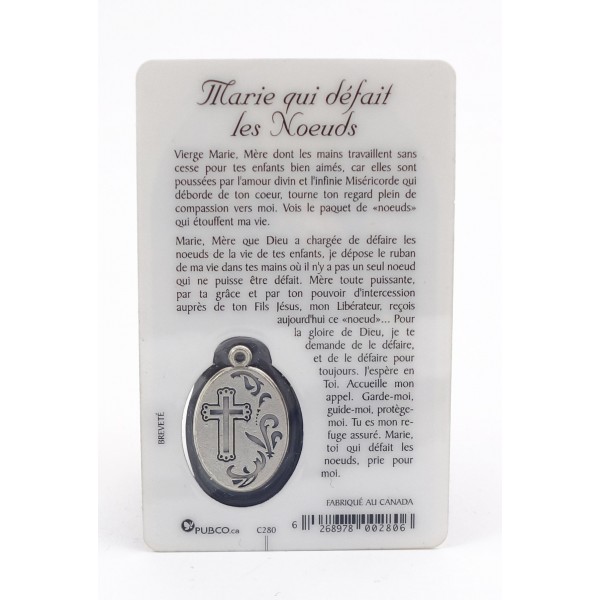 Marie qui défait
les Noeuds
Vierge Marie, Mère dont les mains travaillent sans
cesse pour tes enfants bien aimés, car elles sont
poussées par l'amour divin et l'infinie Miséricorde qui
déborde de ton coeur, tourne ton regard plein de
compassion vers moi. Vois le paquet de «noeuds»
qui étouffent ma vie.
Marie, Mère que Dieu a chargée de défaire les
noeuds de la vie de tes enfants, je dépose le ruban
de ma vie dans tes mains où il n'y a pas un seul noeud
qui ne puisse être défait. Mère toute puissante,
par ta grâce et par ton pouvoir d'intercession
auprès de ton Fils Jésus, mon Libérateur, reçois
aujourd'hui ce «noeud»... Pour
la gloire de Dieu, je te
demande de le défaire,
et de le défaire pour
toujours. J'espère en
Toi. Accueille mon
appel. Garde-moi,
guide-moi, protège-
moi. Tu es mon re-
fuge assuré. Marie,
toi qui défait les
noeuds, prie pour
moi.
BREVETÉ
FABRIQUÉ AU CANADA
PUBCO.ca
C280
6 268978 002806